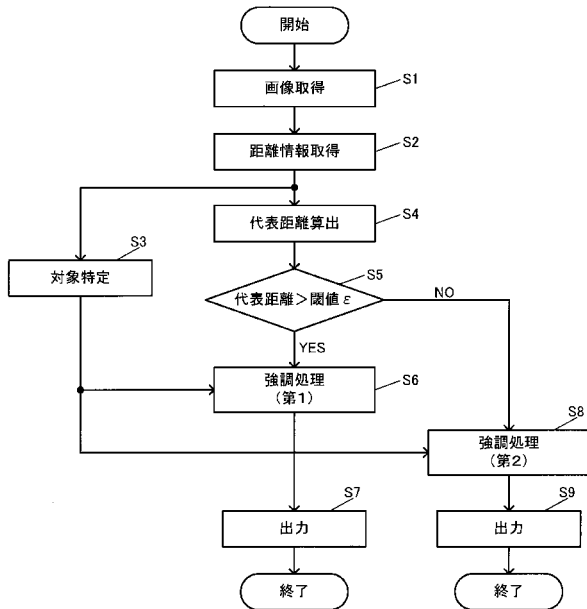 開始
画像取得
S1
距離情報取得
S2
代表距離算出
S4
S3
対象特定
S5
代表距離>閾値ε
NO
YES
強調処理
(第1)
S6
S8
強調処理
(第2)
S7
出力
S9
出力
終了
終了